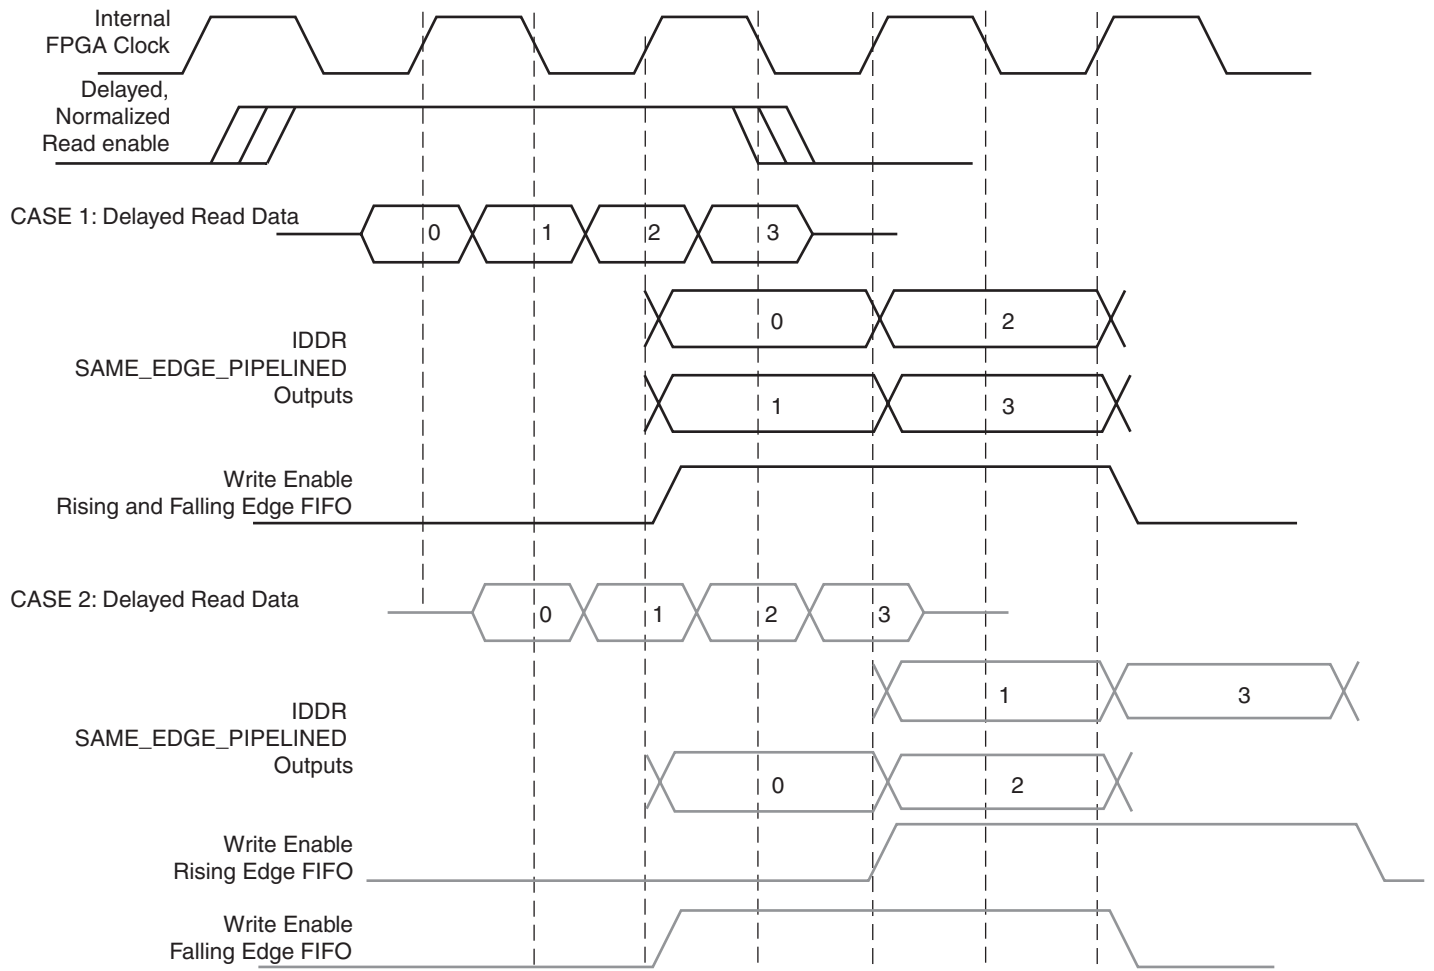 Internal
FPGA Clock
Delayed,
Normalized
Read enable
CASE 1: Delayed Read Data
0
1
2
3
0
2
IDDR
SAME_EDGE_PIPELINED
Outputs
1
3
Write Enable
Rising and Falling Edge FIFO
CASE 2: Delayed Read Data
0
1
2
3
1
3
IDDR
SAME_EDGE_PIPELINED
Outputs
0
2
Write Enable
Rising Edge FIFO
Write Enable
Falling Edge FIFO